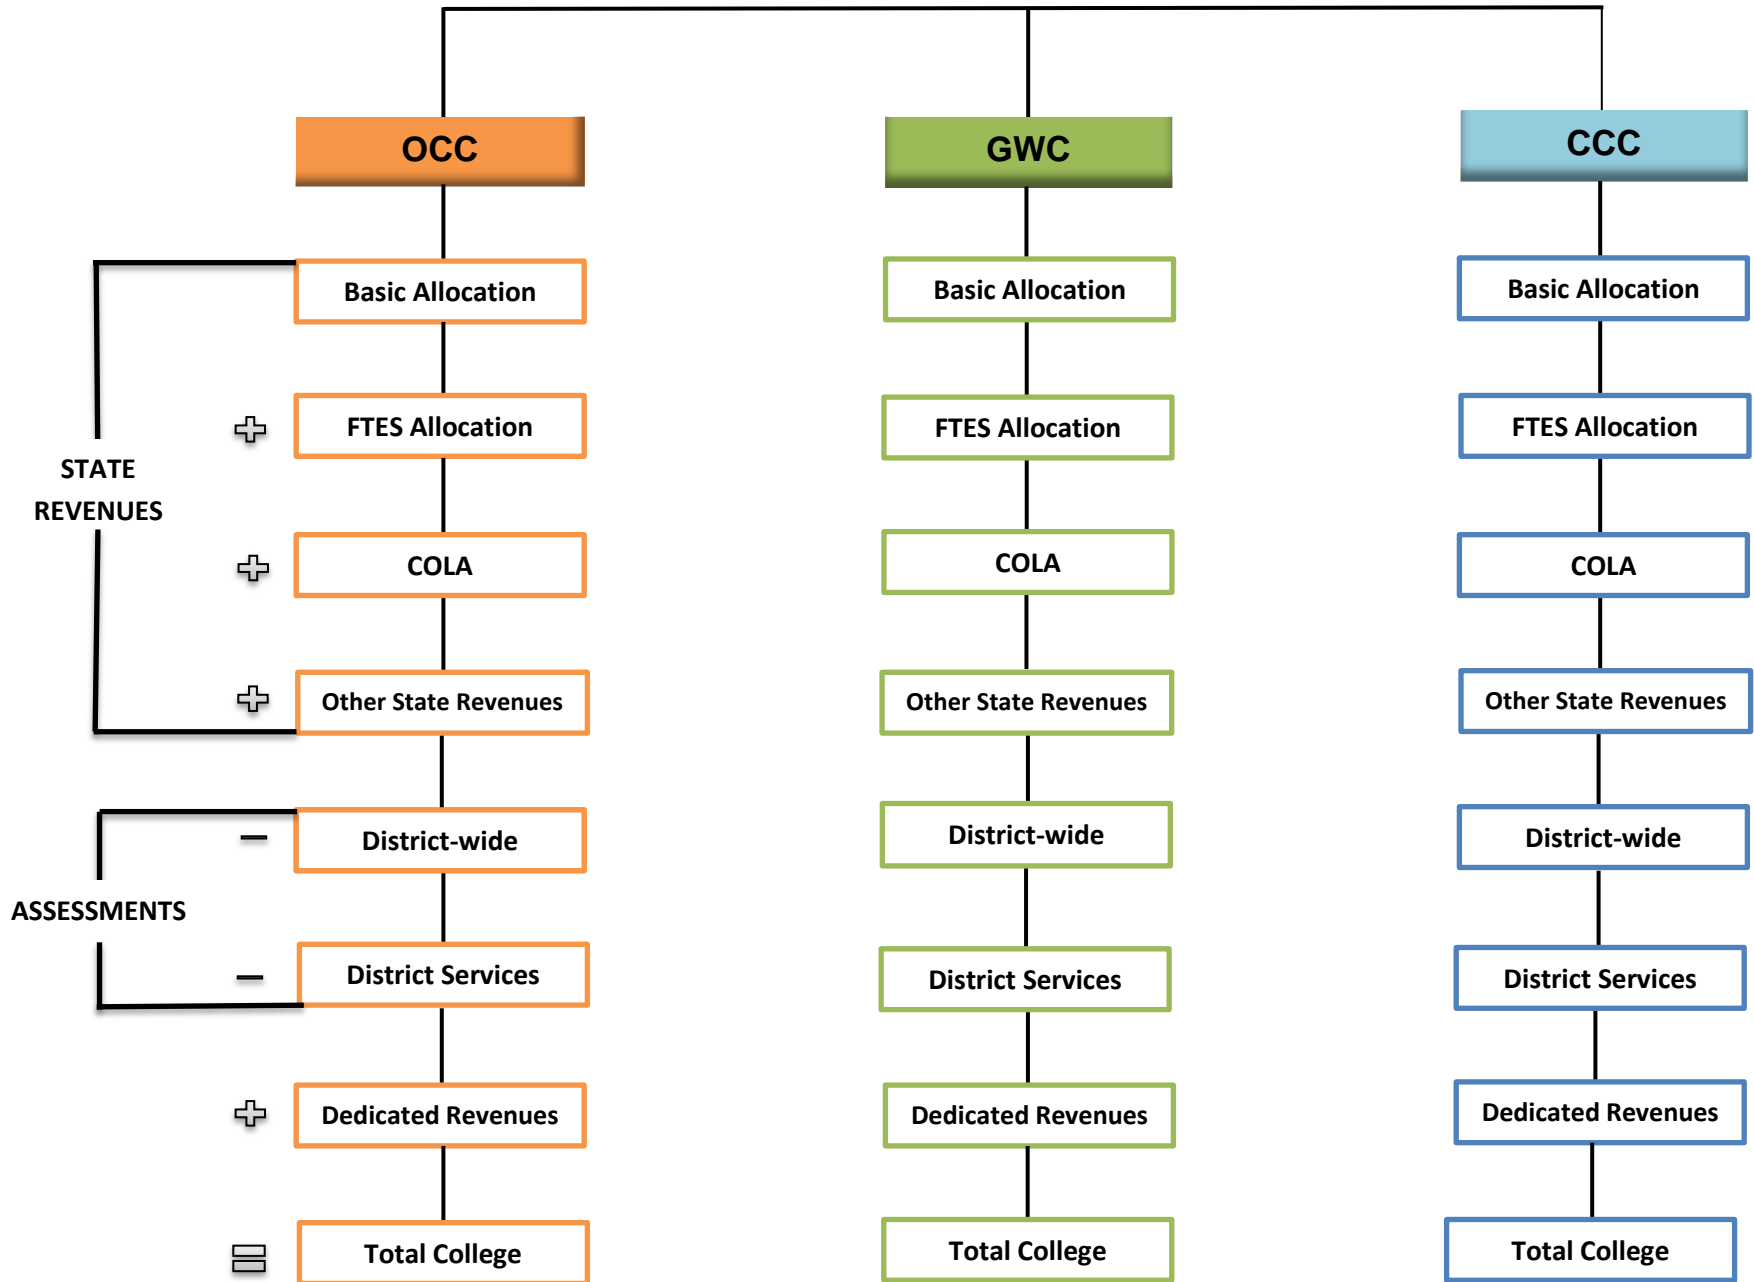 OCC
GWC
CCC
Basic Allocation
Basic Allocation
Basic Allocation
FTES Allocation
FTES Allocation
FTES Allocation
STATE
REVENUES
COLA
COLA
COLA
Other State Revenues
Other State Revenues
Other State Revenues
District-wide
District-wide
District-wide
ASSESSMENTS
District Services
District Services
District Services
Dedicated Revenues
Dedicated Revenues
Dedicated Revenues
Total College
Total College
Total College